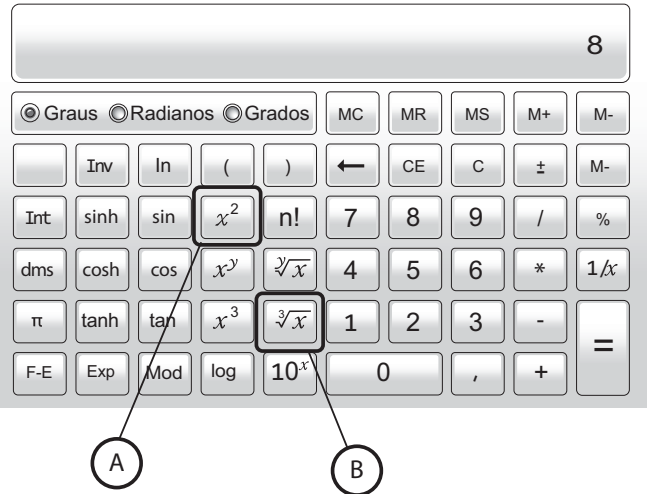 8
Graus Radianos Grados MC MR MS M+ M-
Inv In ( ) ← CE C ± M-
Int sinh sin x² n! 7 8 9 / %
dms cosh cos xʸ ʸ√x 4 5 6 * 1/x
π tanh tan x³ ³√x 1 2 3 - =
F-E Exp Mod log 10ˣ 0 , +
A B